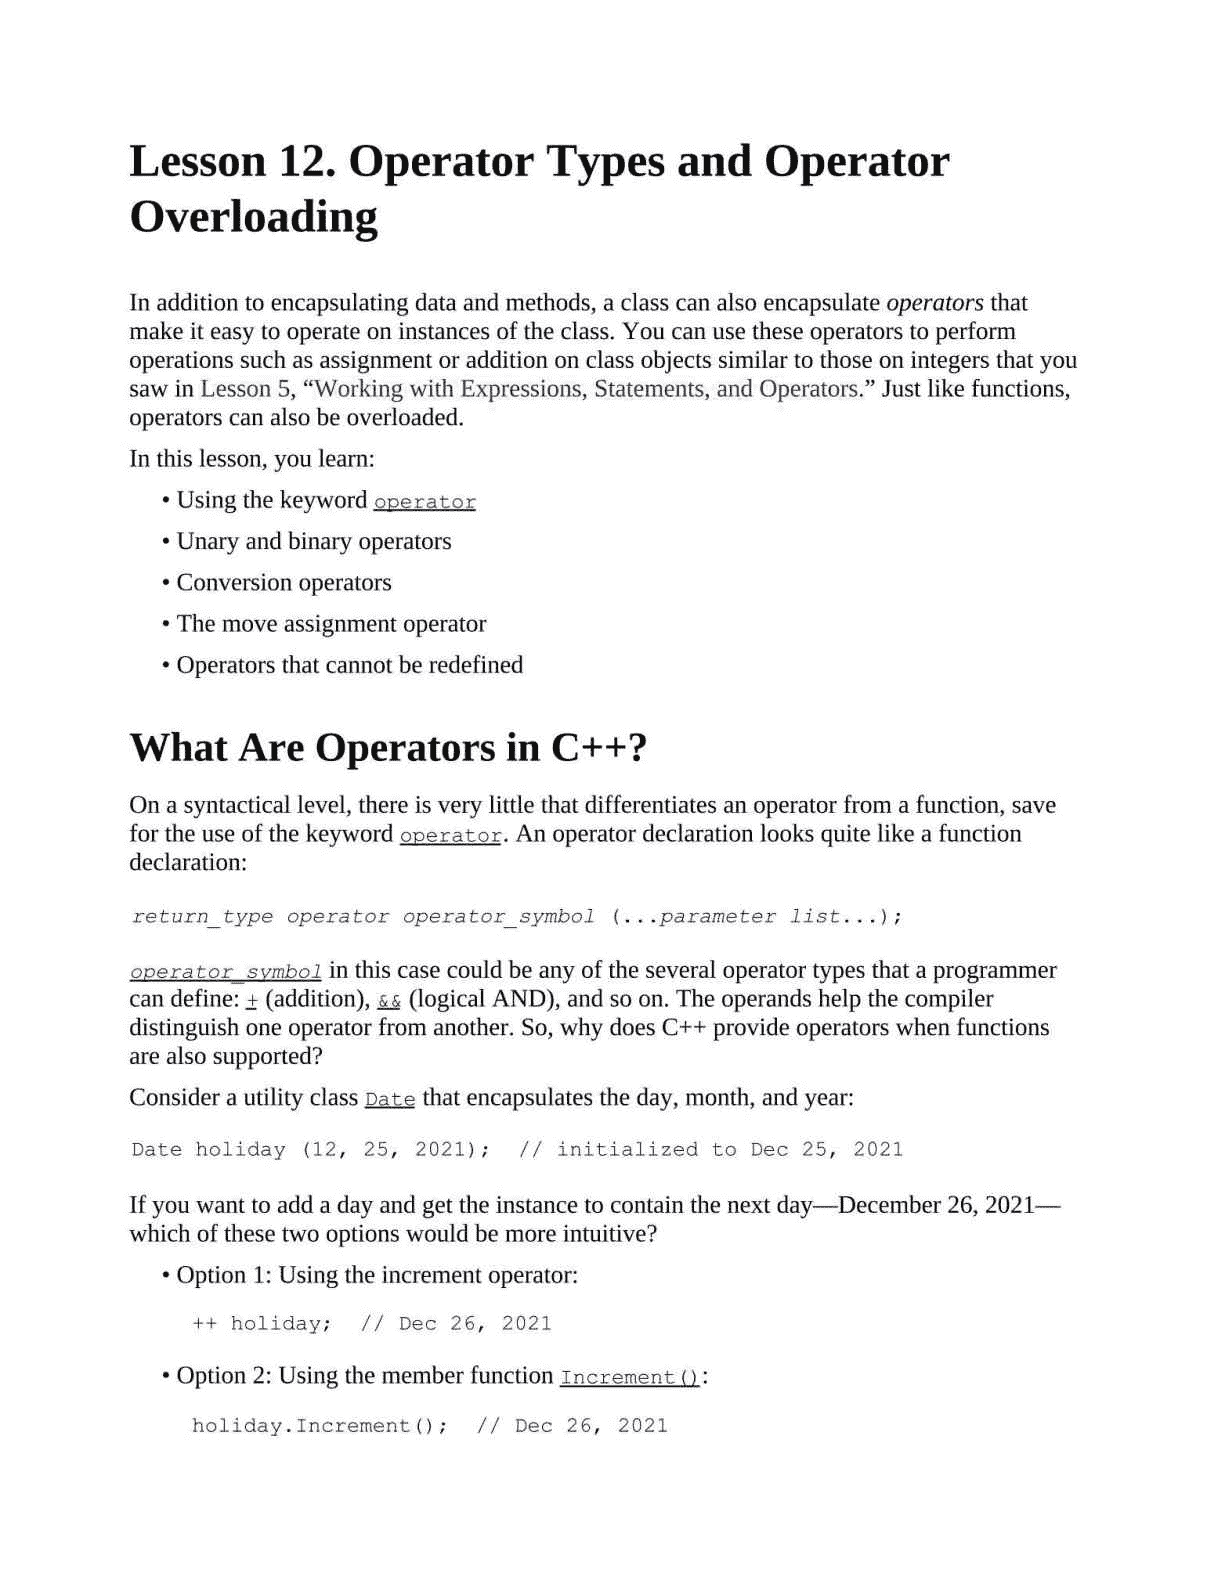 Lesson 12. Operator Types and Operator
Overloading
In addition to encapsulating data and methods, a class can also encapsulate operators that
make it easy to operate on instances of the class. You can use these operators to perform
operations such as assignment or addition on class objects similar to those on integers that you
saw in Lesson 5, “Working with Expressions, Statements, and Operators.” Just like functions,
operators can also be overloaded.
In this lesson, you learn:
• Using the keyword operator
• Unary and binary operators
• Conversion operators
• The move assignment operator
• Operators that cannot be redefined
What Are Operators in C++?
On a syntactical level, there is very little that differentiates an operator from a function, save
for the use of the keyword operator. An operator declaration looks quite like a function
declaration:
return_type operator operator_symbol (...parameter list...);
operator_symbol in this case could be any of the several operator types that a programmer
can define: + (addition), && (logical AND), and so on. The operands help the compiler
distinguish one operator from another. So, why does C++ provide operators when functions
are also supported?
Consider a utility class Date that encapsulates the day, month, and year:
Date holiday (12, 25, 2021);  // initialized to Dec 25, 2021
If you want to add a day and get the instance to contain the next day—December 26, 2021—
which of these two options would be more intuitive?
• Option 1: Using the increment operator:
++ holiday;  // Dec 26, 2021
• Option 2: Using the member function Increment():
holiday.Increment();  // Dec 26, 2021